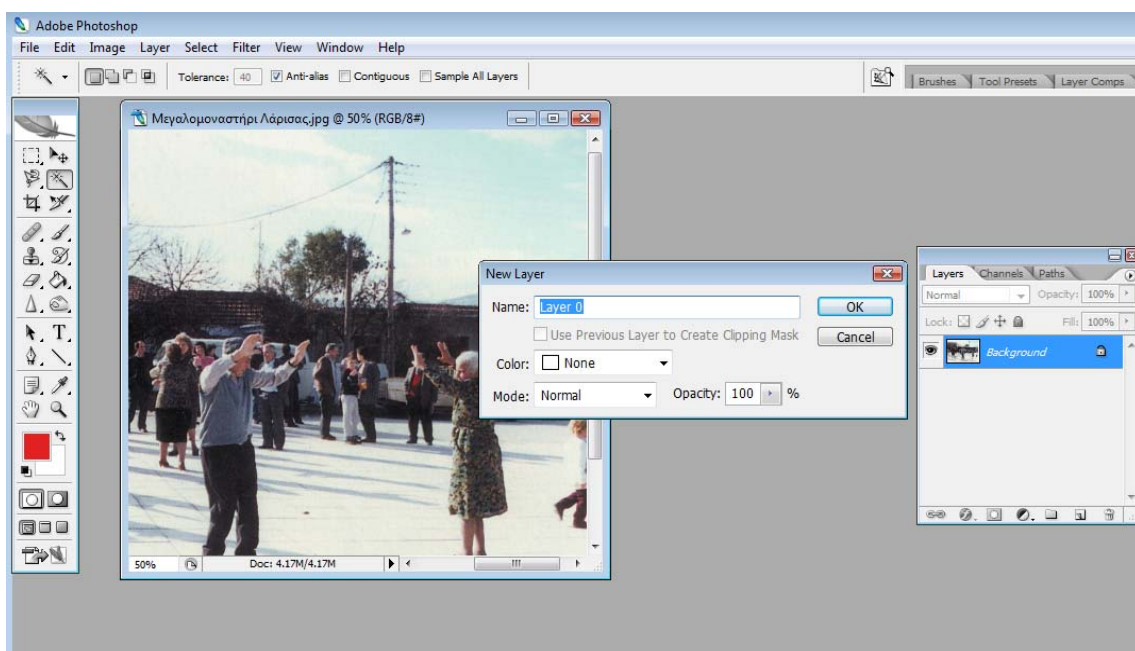 Adobe Photoshop
File Edit Image Layer Select Filter View Window Help
Tolerance: 40 Anti-alias Contiguous Sample All Layers
Brushes Tool Presets Layer Comps
Μεγαλομοναστήρι Λάρισας.jpg @ 50% (RGB/8#)
New Layer
Name: Layer 0 OK
Use Previous Layer to Create Clipping Mask Cancel
Color: None
Mode: Normal Opacity: 100 %
Layers Channels Paths
Normal Opacity: 100%
Lock: Fill: 100%
Background
T
50% Doc: 4.17M/4.17M